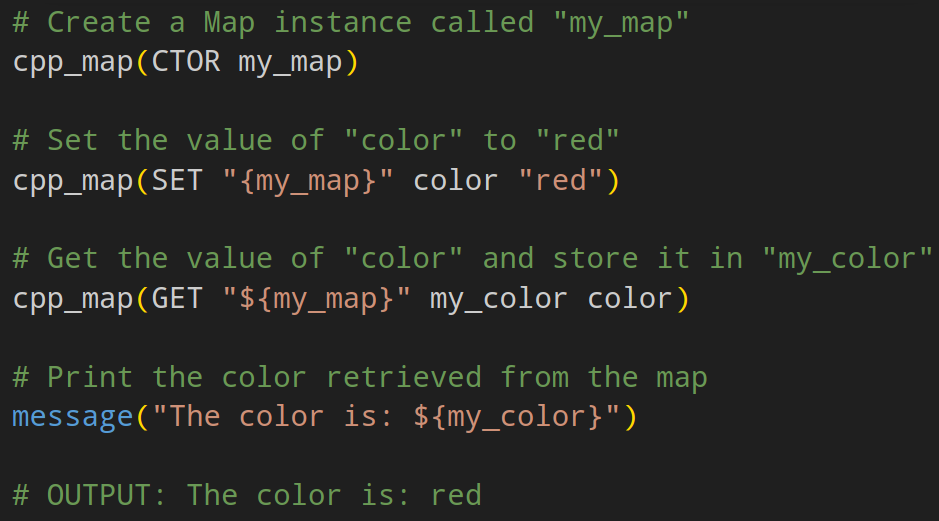 # Create a Map instance called "my_map"
cpp_map(CTOR my_map)
# Set the value of "color" to "red"
cpp_map(SET "{my_map}" color "red")
# Get the value of "color" and store it in "my_color"
cpp_map(GET "${my_map}" my_color color)
# Print the color retrieved from the map
message("The color is: ${my_color}")
# OUTPUT: The color is: red